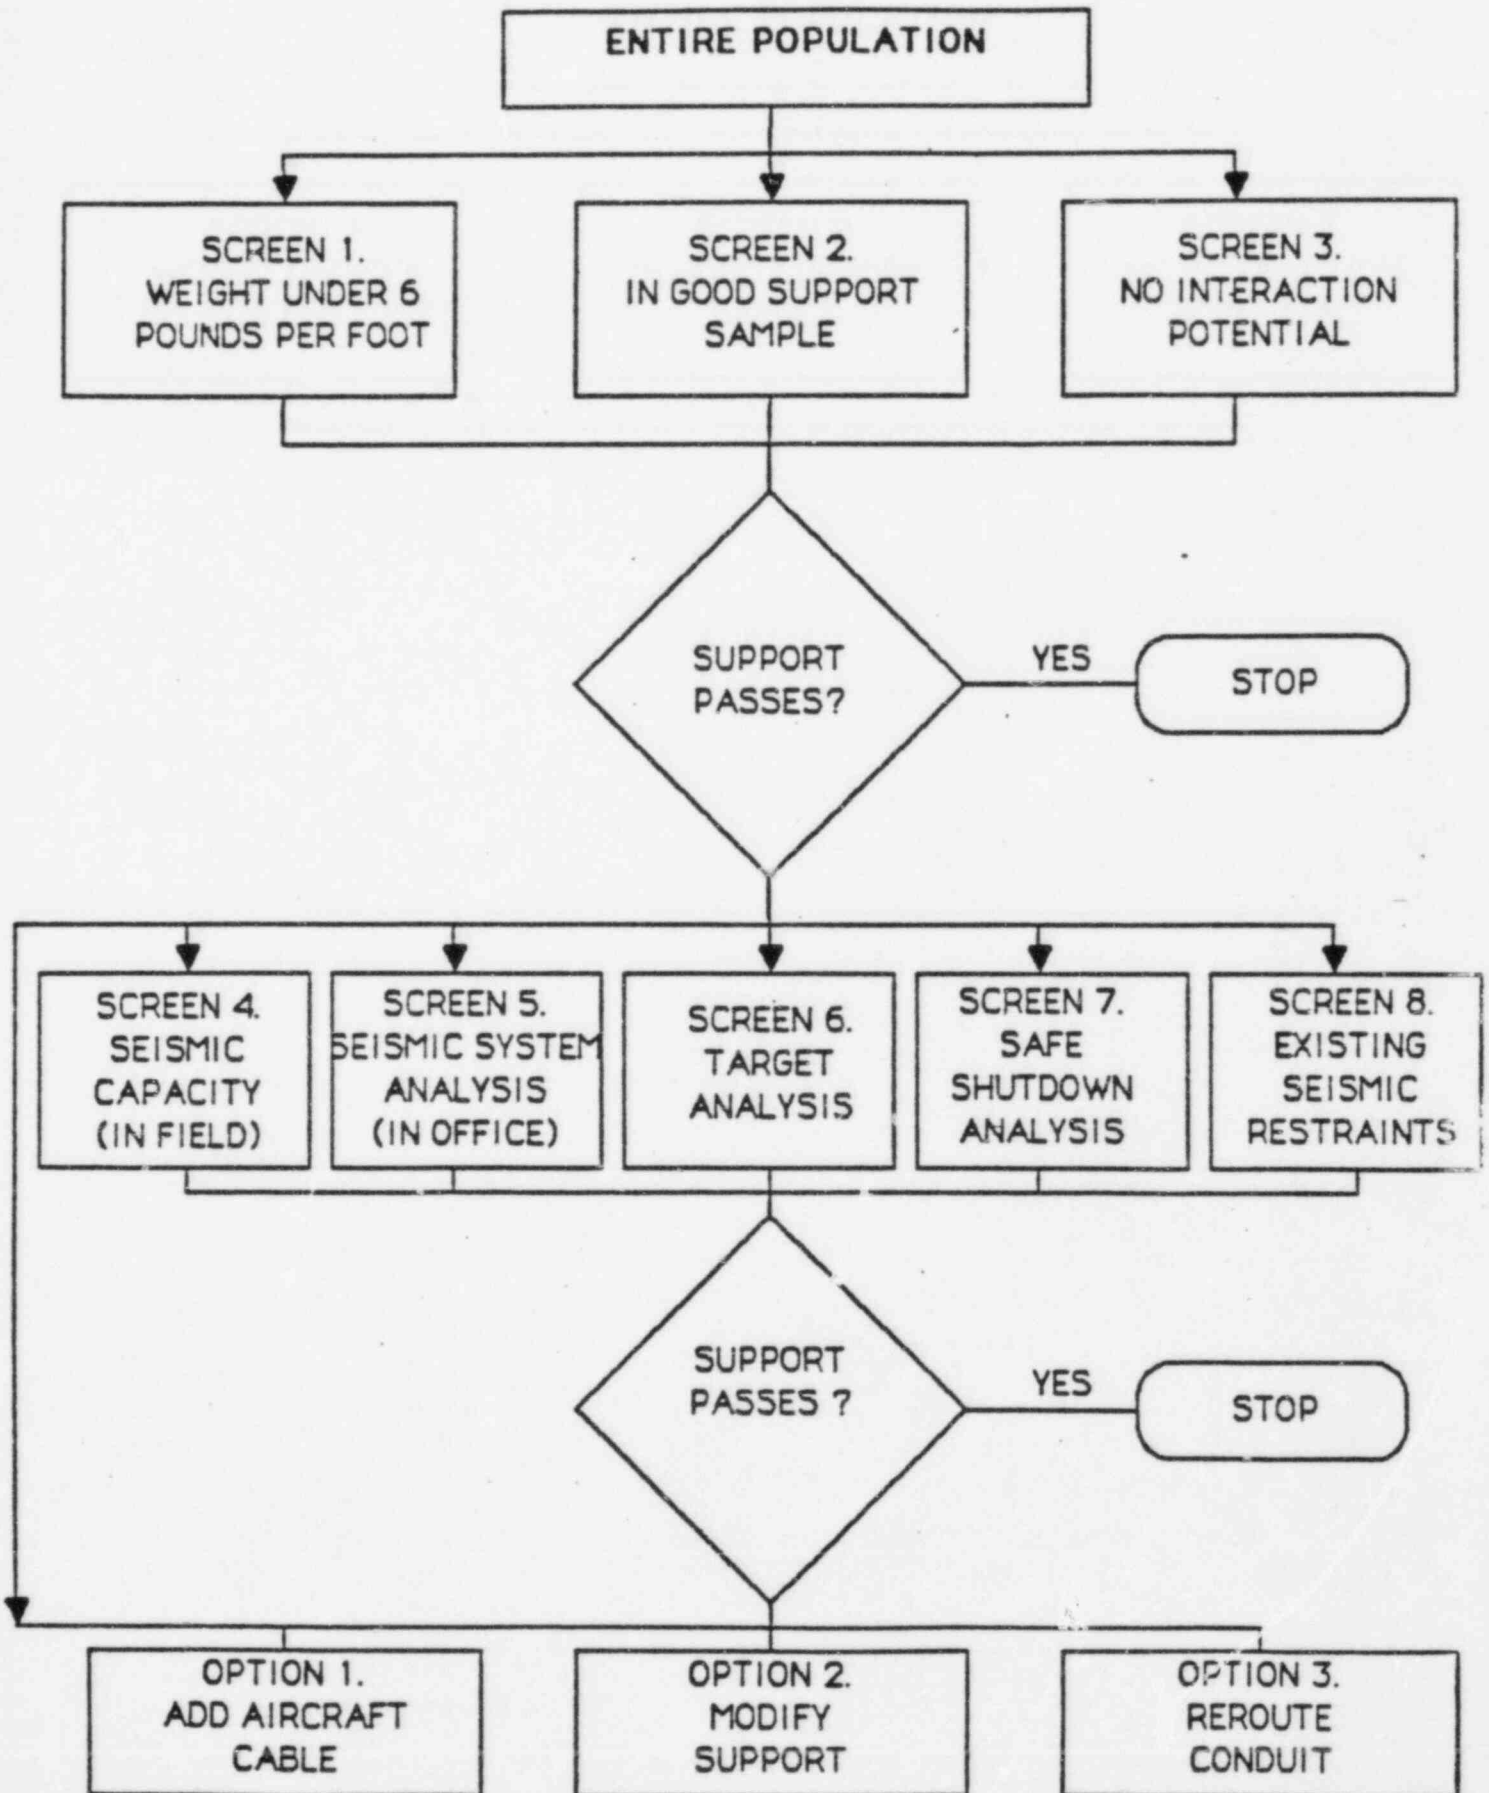 ENTIRE POPULATION
SCREEN 1.
WEIGHT UNDER 6
POUNDS PER FOOT
SCREEN 2.
IN GOOD SUPPORT
SAMPLE
SCREEN 3.
NO INTERACTION
POTENTIAL
SUPPORT
PASSES?
YES
STOP
SCREEN 4.
SEISMIC
CAPACITY
(IN FIELD)
SCREEN 5.
SEISMIC SYSTEM
ANALYSIS
(IN OFFICE)
SCREEN 6.
TARGET
ANALYSIS
SCREEN 7.
SAFE
SHUTDOWN
ANALYSIS
SCREEN 8.
EXISTING
SEISMIC
RESTRAINTS
SUPPORT
PASSES ?
YES
STOP
OPTION 1.
ADD AIRCRAFT
CABLE
OPTION 2.
MODIFY
SUPPORT
OPTION 3.
REROUTE
CONDUIT